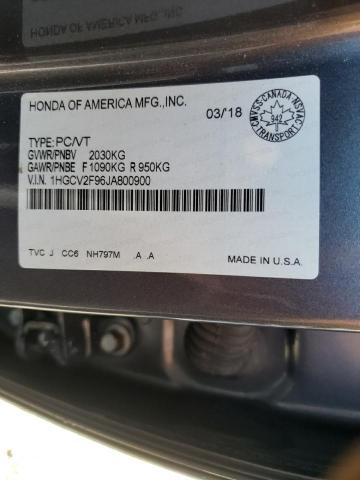 HONDA OF AMERICA MFG.,INC.
03/18
CMVSS·CANADA·NSVAC
942
TRANSPORT
TYPE:PC/VT
GVWR/PNBV 2030KG
GAWR/PNBE F 1090KG R 950KG
V.I.N. 1HGCV2F96JA800900
TVC J CC6 NH797M .A .A
MADE IN U.S.A.